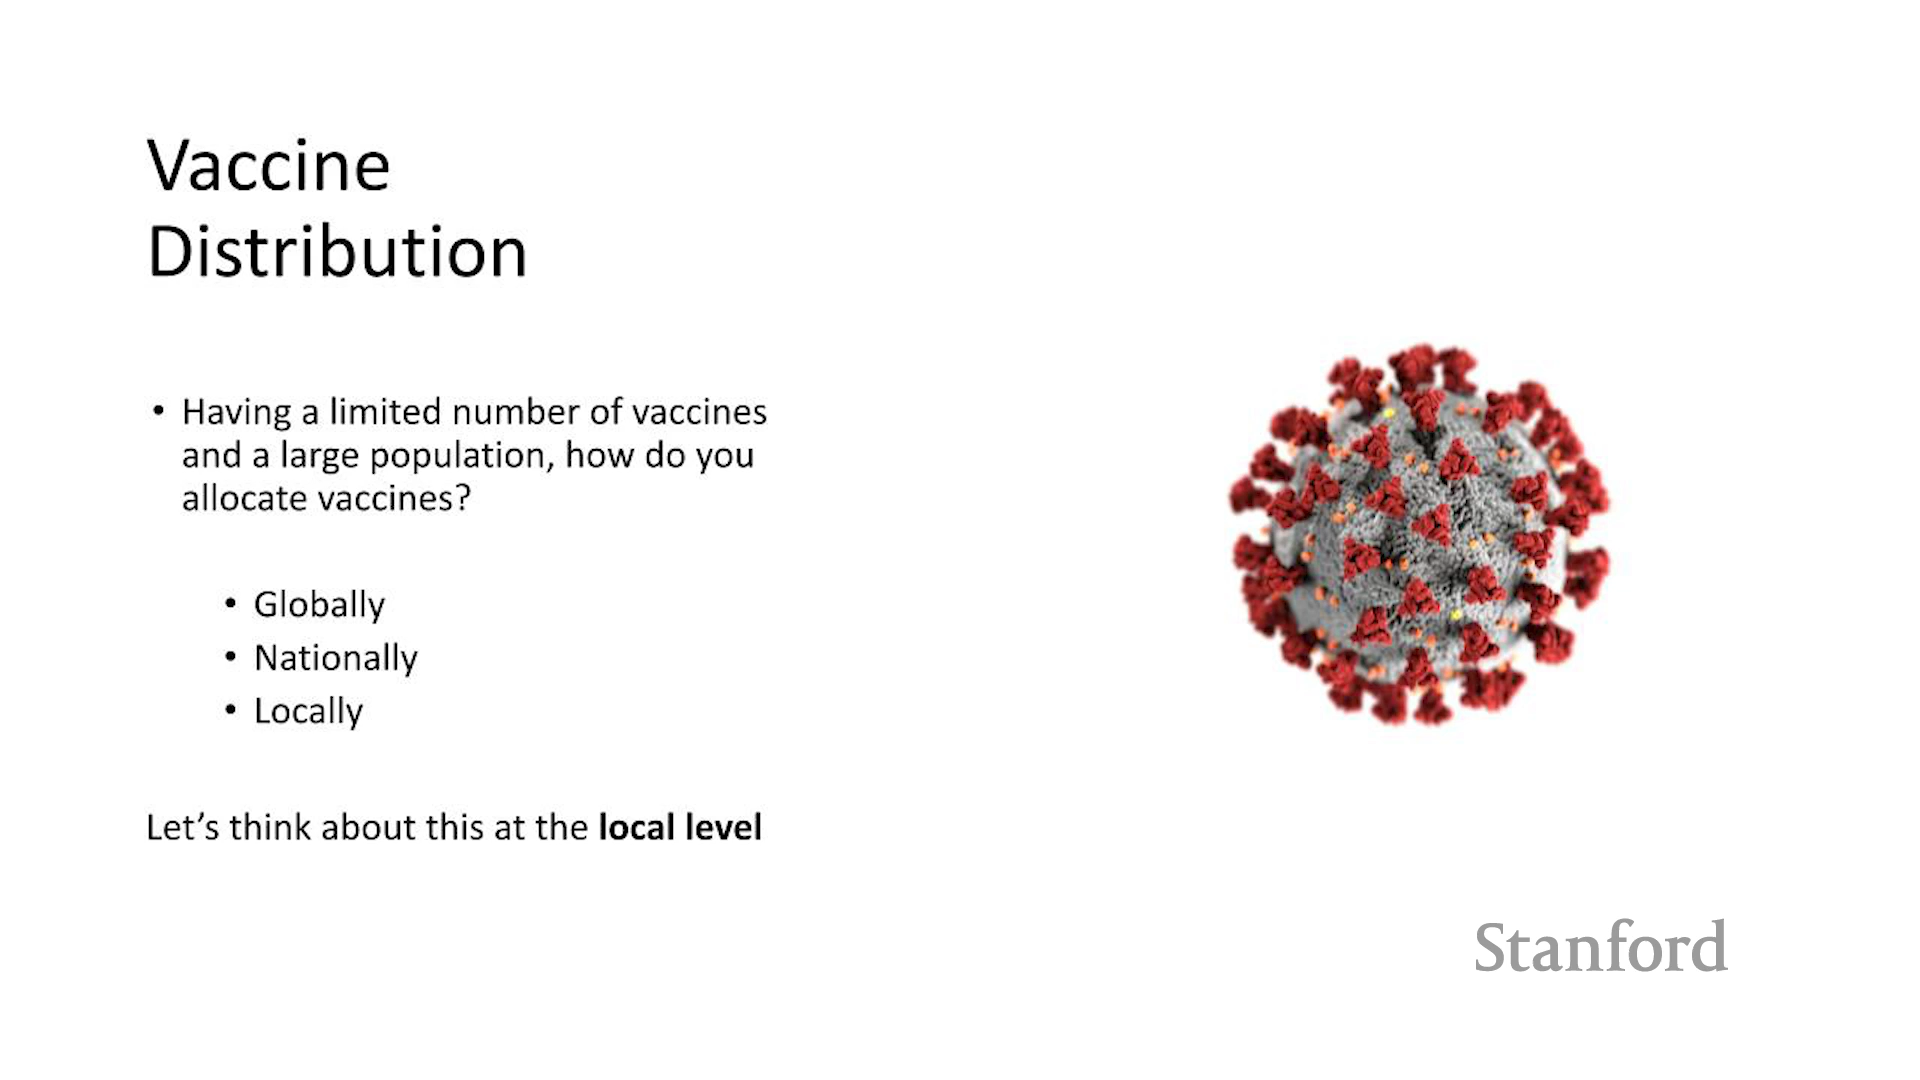 Vaccine
Distribution
• Having a limited number of vaccines
and a large population, how do you
allocate vaccines?
• Globally
• Nationally
• Locally
Let’s think about this at the local level
Stanford